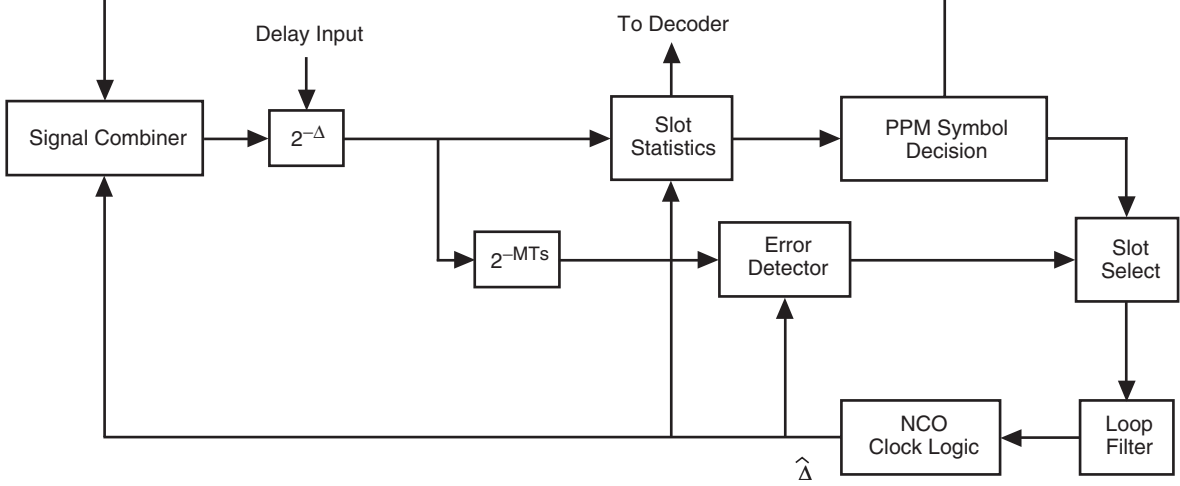 Delay Input
To Decoder
Signal Combiner
2–Δ
Slot
Statistics
PPM Symbol
Decision
2–MTs
Error
Detector
Slot
Select
NCO
Clock Logic
Loop
Filter
Δ̂